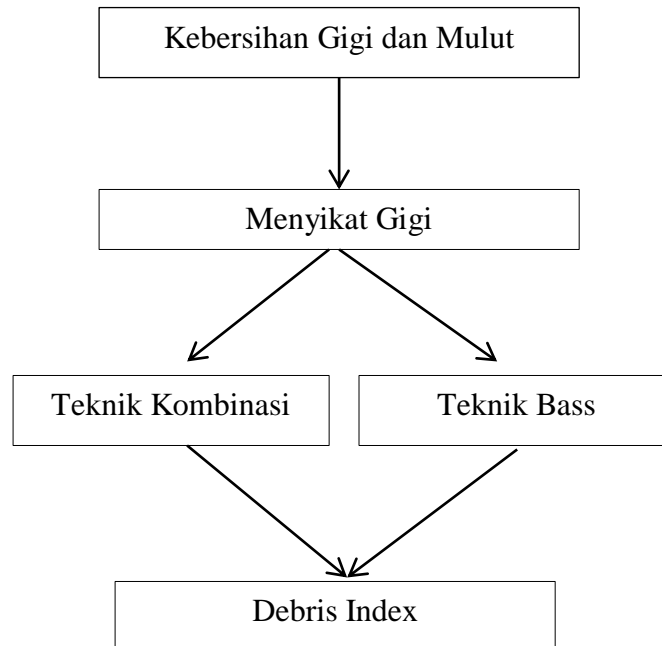 Kebersihan Gigi dan Mulut
Menyikat Gigi
Teknik Kombinasi
Teknik Bass
Debris Index